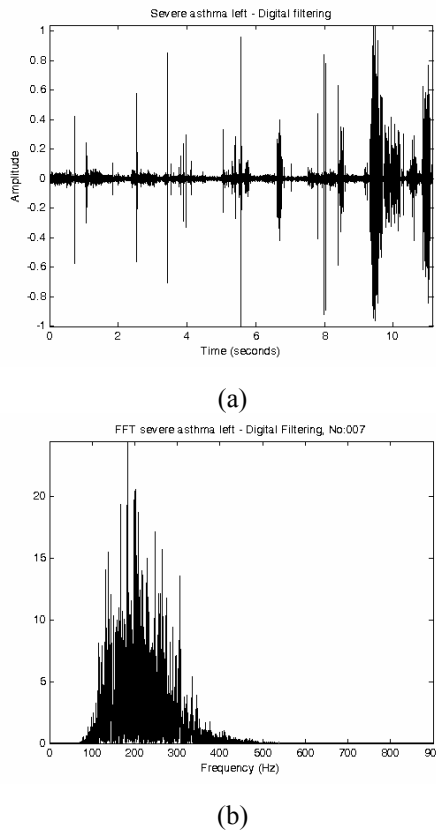 Severe asthma left - Digital filtering
1
0.8
0.6
0.4
0.2
0
-0.2
-0.4
-0.6
-0.8
-1
Amplitude
0 2 4 6 8 10
Time (seconds)
(a)
FFT severe asthma left - Digital Filtering, No:007
20
15
10
5
0
0 100 200 300 400 500 600 700 800 900
Frequency (Hz)
(b)